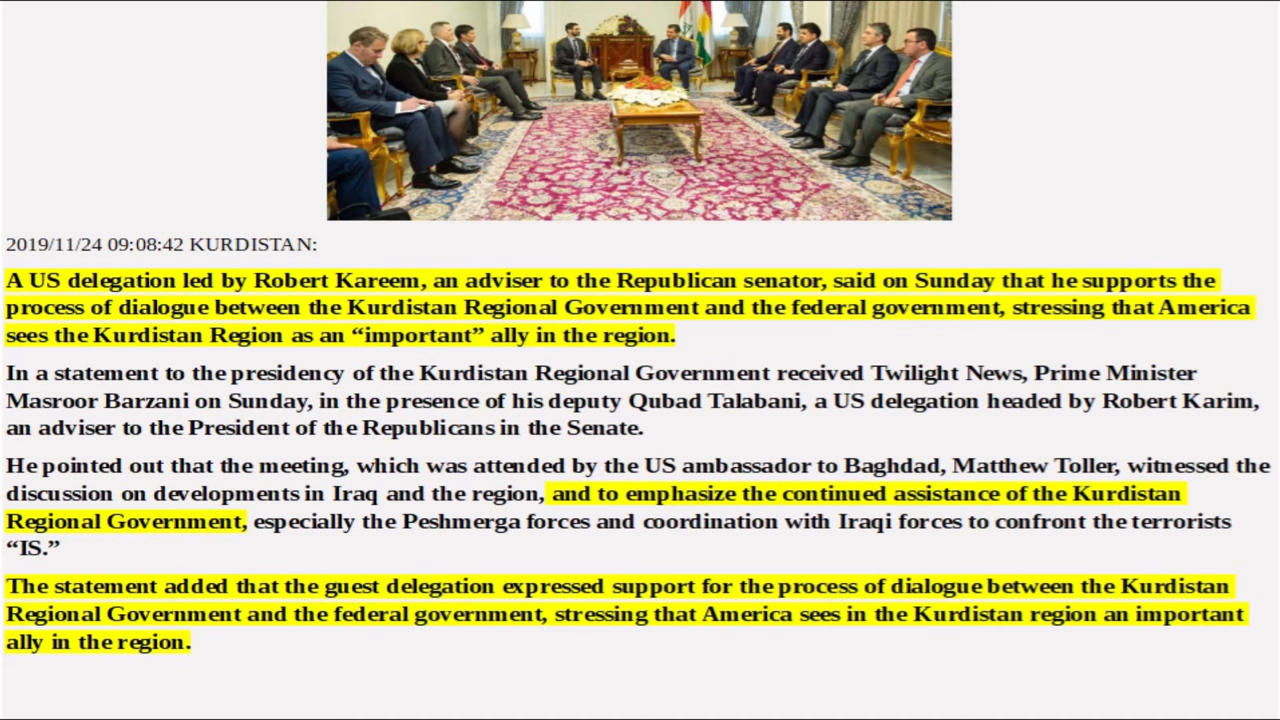 2019/11/24 09:08:42 KURDISTAN:
A US delegation led by Robert Kareem, an adviser to the Republican senator, said on Sunday that he supports the
process of dialogue between the Kurdistan Regional Government and the federal government, stressing that America
sees the Kurdistan Region as an “important” ally in the region.
In a statement to the presidency of the Kurdistan Regional Government received Twilight News, Prime Minister
Masroor Barzani on Sunday, in the presence of his deputy Qubad Talabani, a US delegation headed by Robert Karim,
an adviser to the President of the Republicans in the Senate.
He pointed out that the meeting, which was attended by the US ambassador to Baghdad, Matthew Toller, witnessed the
discussion on developments in Iraq and the region, and to emphasize the continued assistance of the Kurdistan
Regional Government, especially the Peshmerga forces and coordination with Iraqi forces to confront the terrorists
“IS.”
The statement added that the guest delegation expressed support for the process of dialogue between the Kurdistan
Regional Government and the federal government, stressing that America sees in the Kurdistan region an important
ally in the region.